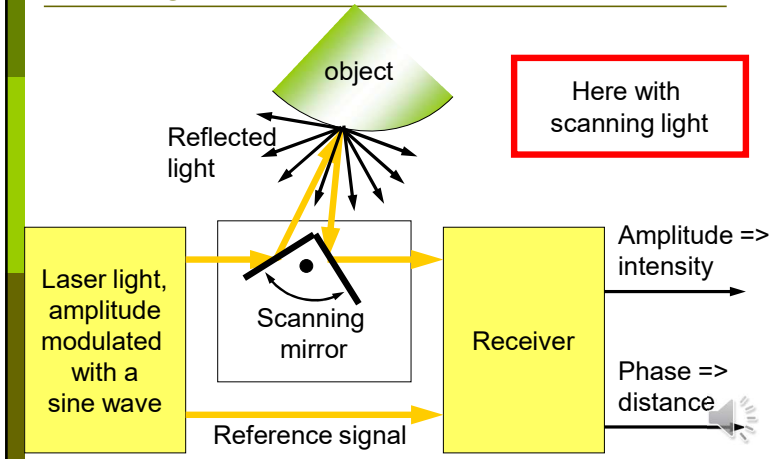 object
Here with
scanning light
Reflected
light
Laser light,
amplitude
modulated
with a
sine wave
Scanning
mirror
Receiver
Amplitude =>
intensity
Phase =>
distance
Reference signal